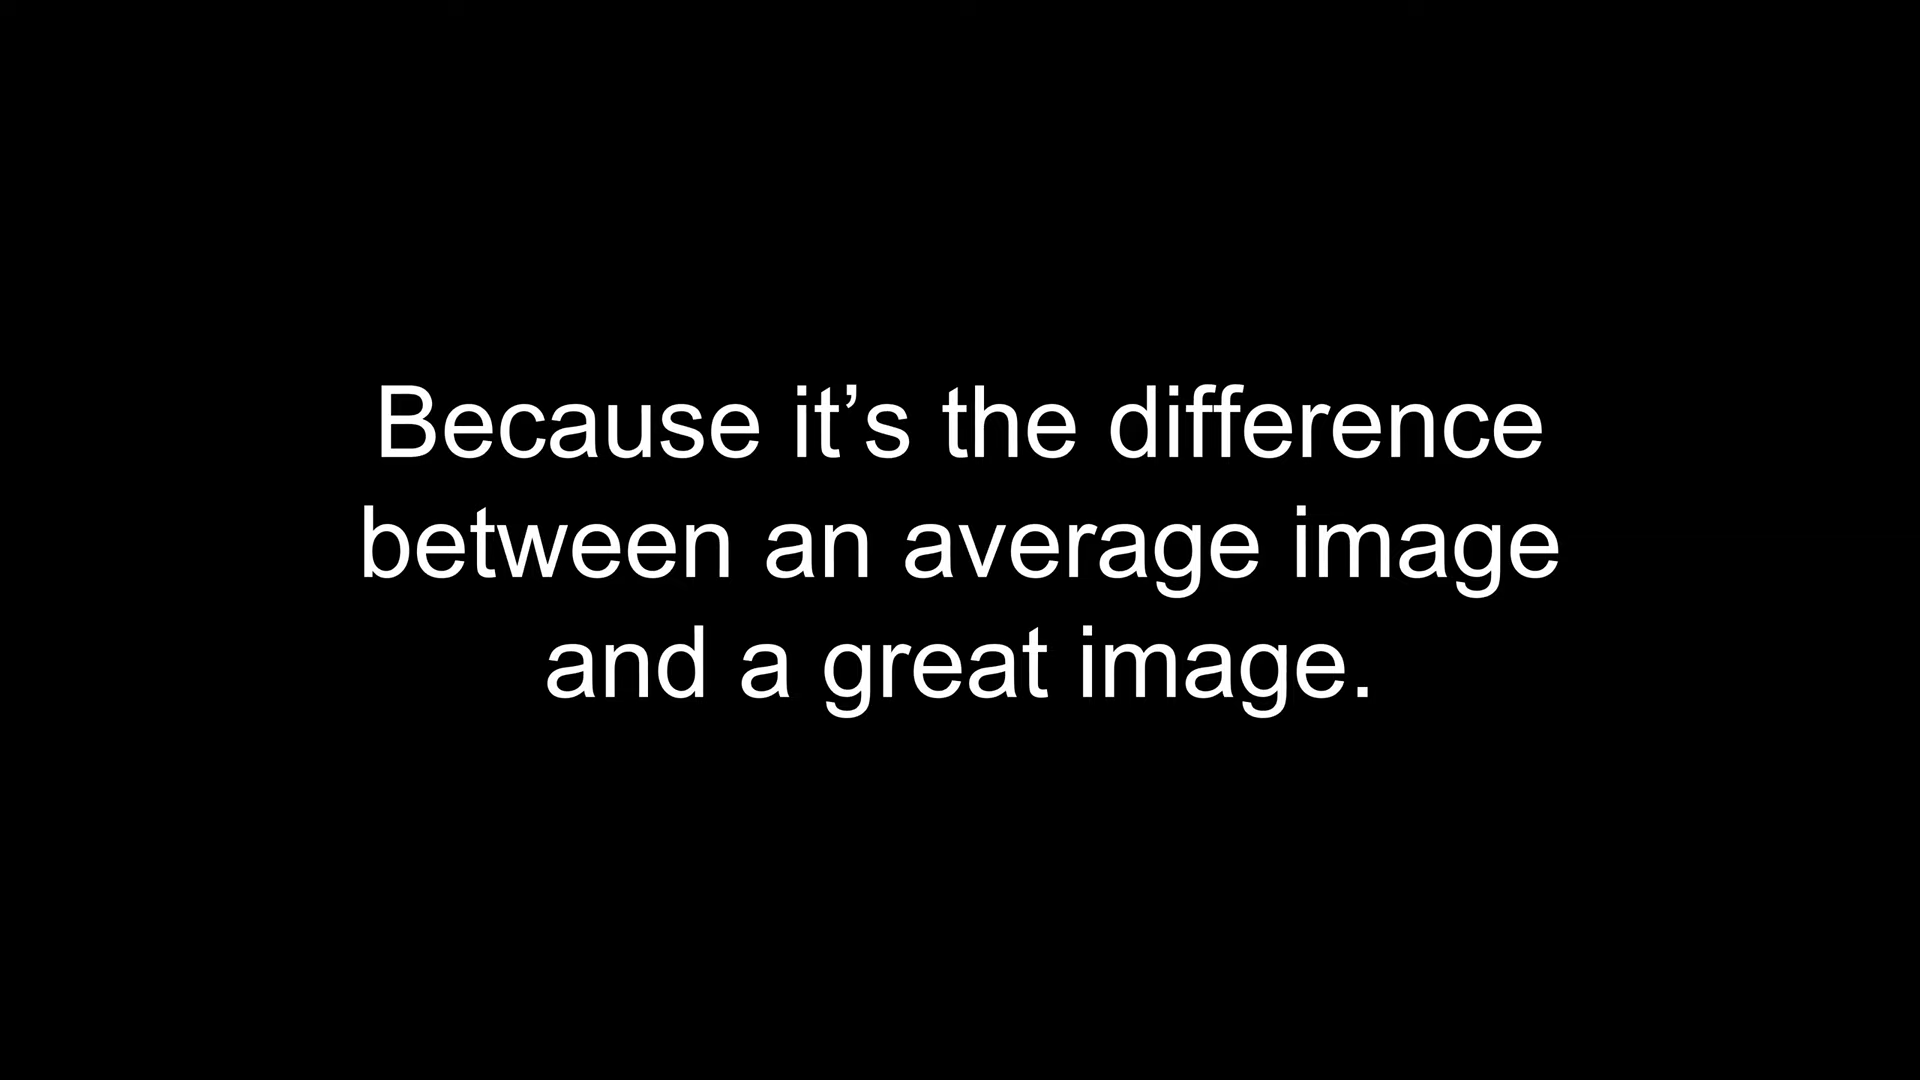 Because it’s the difference
between an average image
and a great image.